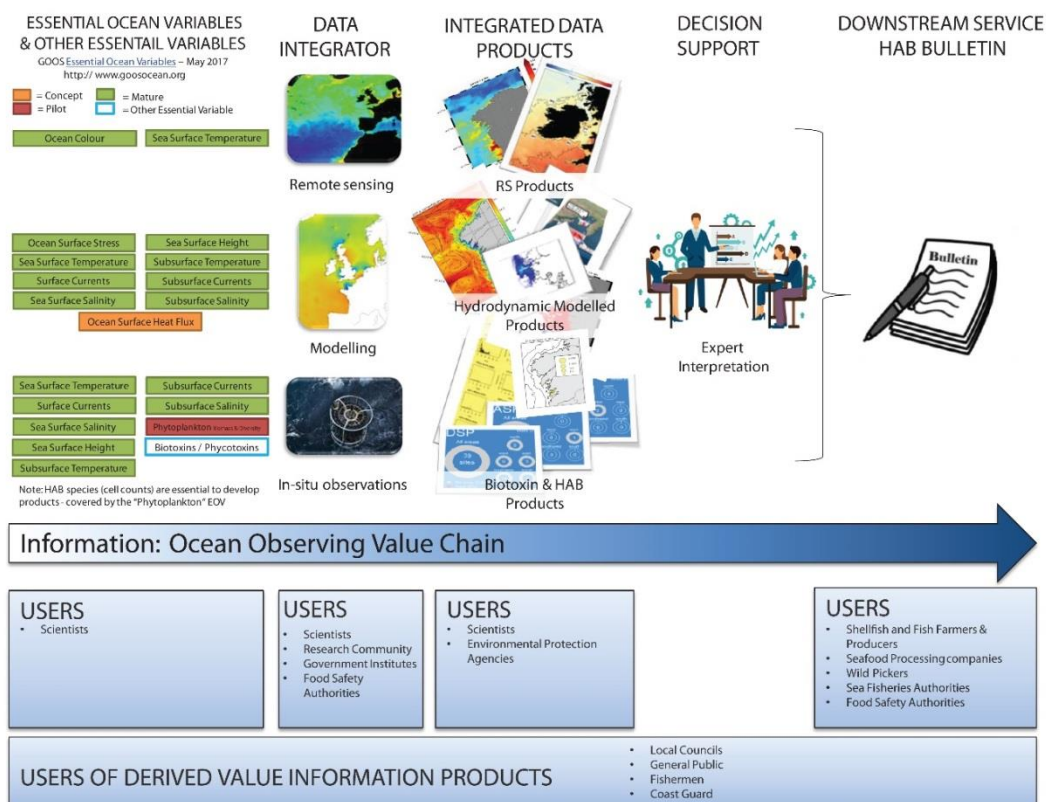 ESSENTIAL OCEAN VARIABLES
& OTHER ESSENTAIL VARIABLES
GOOS Essential Ocean Variables – May 2017
http:// www.goosocean.org
= Concept
= Mature
= Pilot
=Other Essential Variable
Ocean Colour
Sea Surface Temperature
Ocean Surface Stress
Sea Surface Height
Sea Surface Temperature
Subsurface Temperature
Surface Currents
Subsurface Currents
Sea Surface Salinity
Subsurface Salinity
Ocean Surface Heat Flux
Sea Surface Temperature
Subsurface Currents
Surface Currents
Subsurface Salinity
Sea Surface Salinity
Phytoplankton Biomass & Diversity
Sea Surface Height
Biotoxins / Phycotoxins
Subsurface Temperature
Note: HAB species (cell counts) are essential to develop
products - covered by the "Phytoplankton" EOV
DATA
INTEGRATOR
Remote sensing
Modelling
In-situ observations
INTEGRATED DATA
PRODUCTS
RS Products
Hydrodynamic Modelled
Products
DSP
Biotoxin & HAB
Products
DECISION
SUPPORT
Expert
Interpretation
DOWNSTREAM SERVICE
HAB BULLETIN
Bulletin
Information: Ocean Observing Value Chain
USERS
• Scientists
USERS
• Scientists
• Research Community
• Government Institutes
• Food Safety
Authorities
USERS
• Scientists
• Environmental Protection
Agencies
USERS
• Shellfish and Fish Farmers &
Producers
• Seafood Processing companies
• Wild Pickers
• Sea Fisheries Authorities
• Food Safety Authorities
USERS OF DERIVED VALUE INFORMATION PRODUCTS
• Local Councils
• General Public
• Fishermen
• Coast Guard